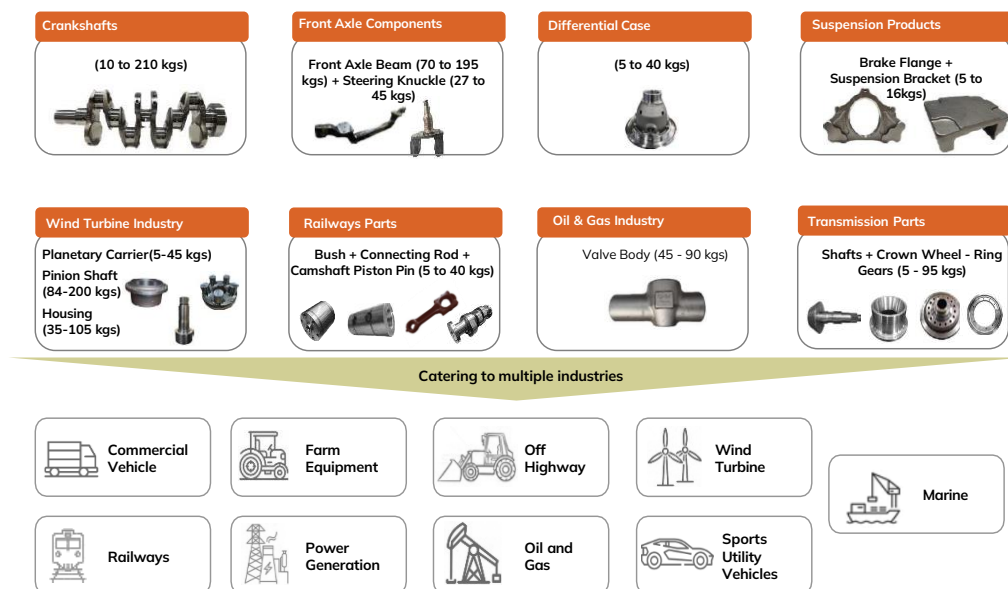 Crankshafts
(10 to 210 kgs)
Front Axle Components
Front Axle Beam (70 to 195
kgs) + Steering Knuckle (27 to
45 kgs)
Differential Case
(5 to 40 kgs)
Suspension Products
Brake Flange +
Suspension Bracket (5 to
16kgs)
Wind Turbine Industry
Planetary Carrier(5-45 kgs)
Pinion Shaft
(84-200 kgs)
Housing
(35-105 kgs)
Railways Parts
Bush + Connecting Rod +
Camshaft Piston Pin (5 to 40 kgs)
Oil & Gas Industry
Valve Body (45 - 90 kgs)
Transmission Parts
Shafts + Crown Wheel - Ring
Gears (5 - 95 kgs)
Catering to multiple industries
Commercial
Vehicle
Farm
Equipment
Off
Highway
Wind
Turbine
Marine
Railways
Power
Generation
Oil and
Gas
Sports
Utility
Vehicles